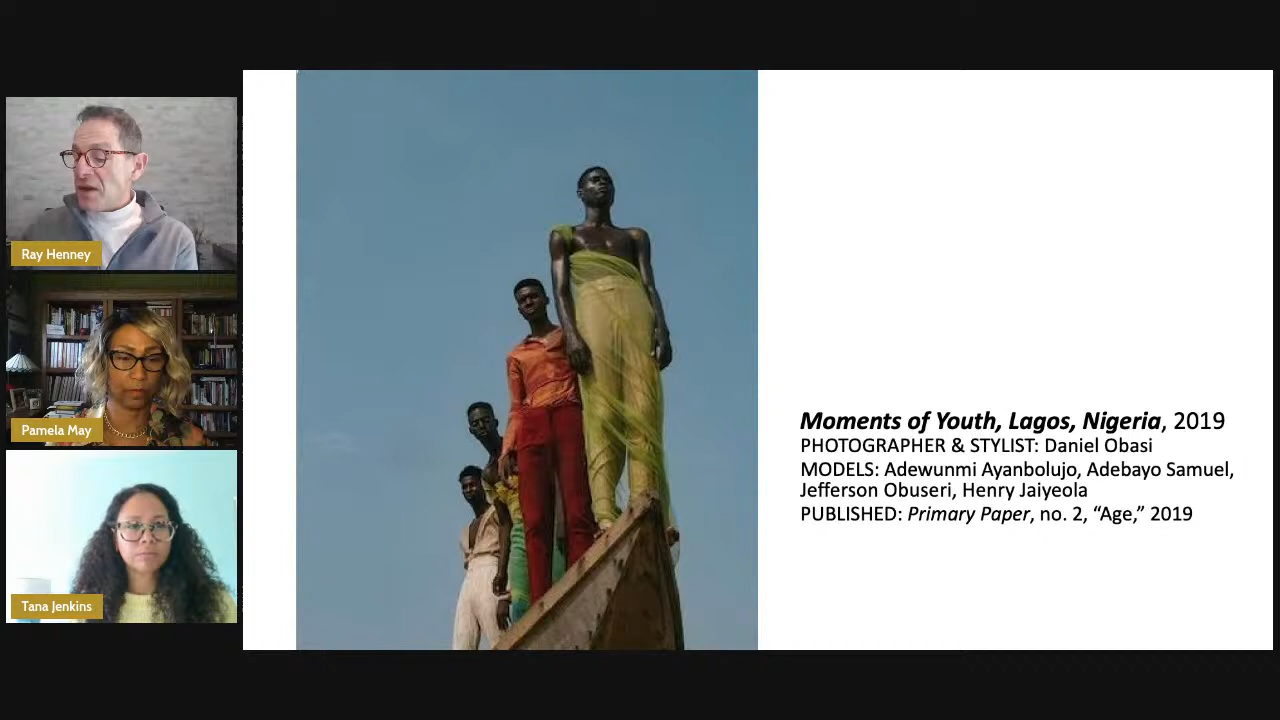 Ray Henney
Pamela May
Tana Jenkins
Moments of Youth, Lagos, Nigeria, 2019
PHOTOGRAPHER & STYLIST: Daniel Obasi
MODELS: Adewunmi Ayanbolujo, Adebayo Samuel,
Jefferson Obuseri, Henry Jaiyeola
PUBLISHED: Primary Paper, no. 2, “Age,” 2019